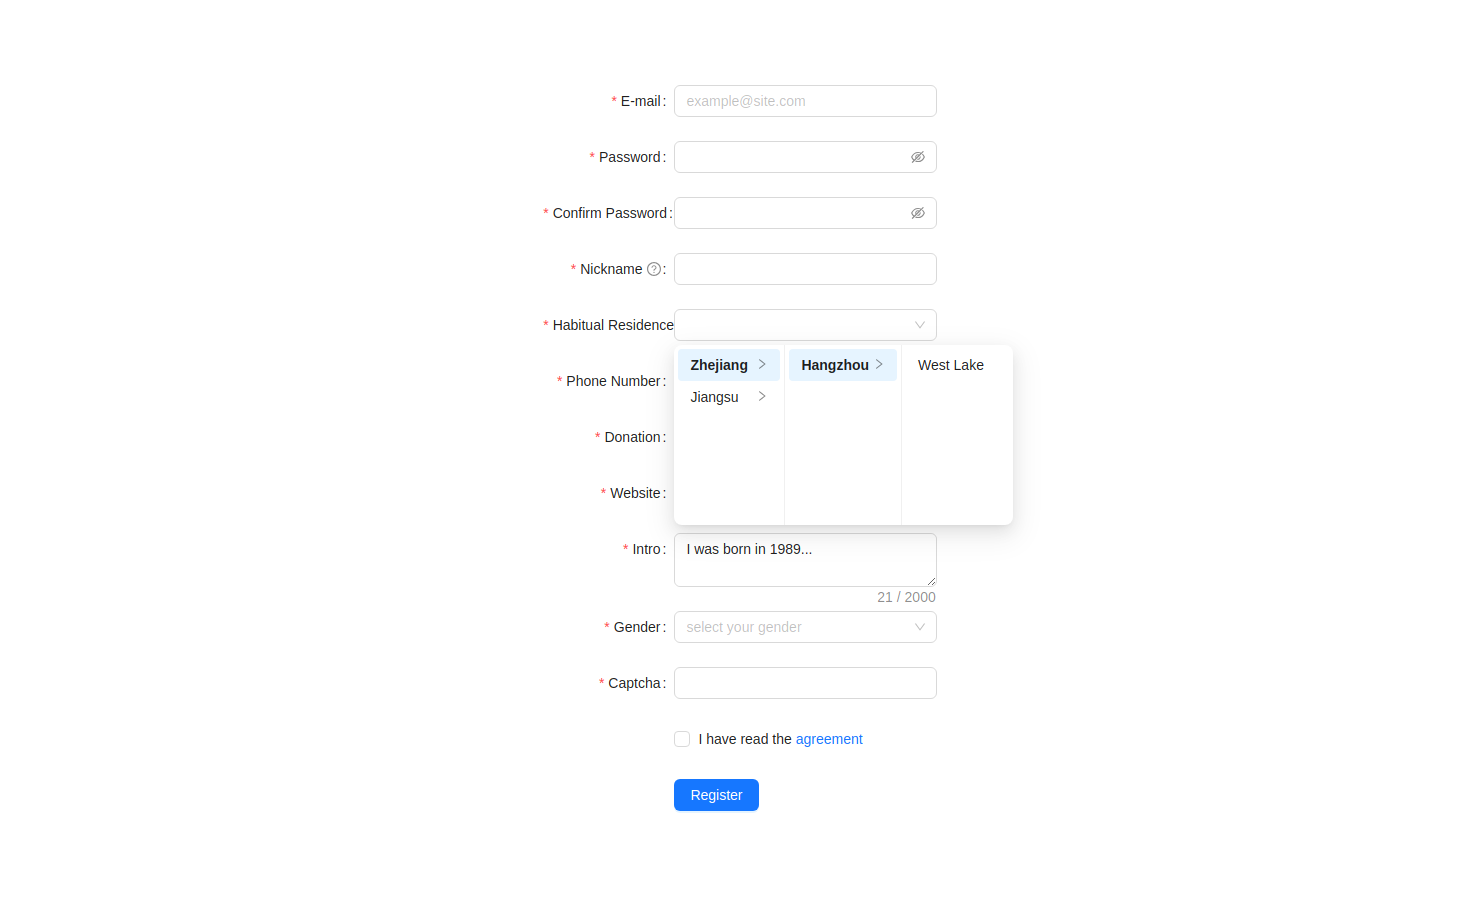 * E-mail :
example@site.com
* Password :
* Confirm Password :
* Nickname :
* Habitual Residence
Zhejiang
Hangzhou
West Lake
* Phone Number :
Jiangsu
* Donation :
* Website :
* Intro :
I was born in 1989...
21 / 2000
* Gender :
select your gender
* Captcha :
I have read the agreement
Register